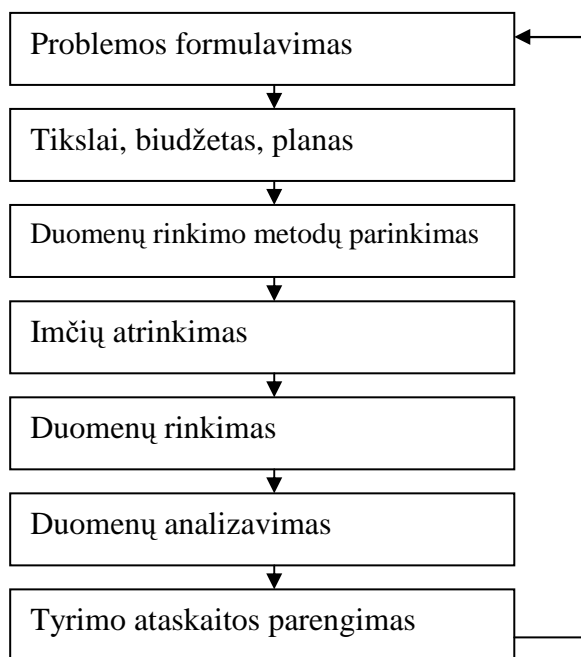 Problemos formulavimas
Tikslai, biudžetas, planas
Duomenų rinkimo metodų parinkimas
Imčių atrinkimas
Duomenų rinkimas
Duomenų analizavimas
Tyrimo ataskaitos parengimas